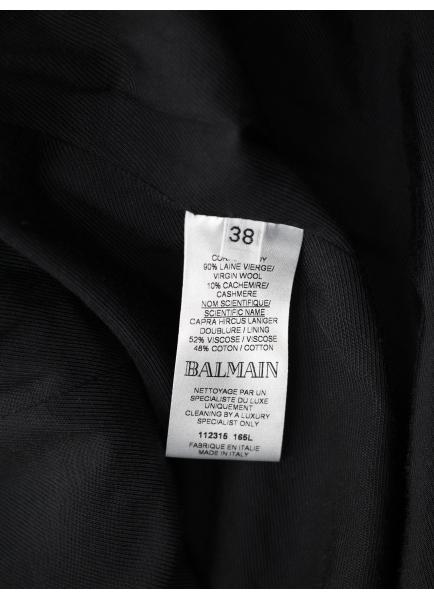 38
90% LAINE VIERGE/
VIRGIN WOOL
10% CACHEMIRE/
CASHMERE
NOM SCIENTIFIQUE/
SCIENTIFIC NAME
CAPRA HIRCUS LANIGER
DOUBLURE / LINING
52% VISCOSE / VISCOSE
48% COTON / COTTON
BALMAIN
NETTOYAGE PAR UN
SPECIALISTE DU LUXE
UNIQUEMENT
CLEANING BY A LUXURY
SPECIALIST ONLY
112315 165L
FABRIQUE EN ITALIE
MADE IN ITALY